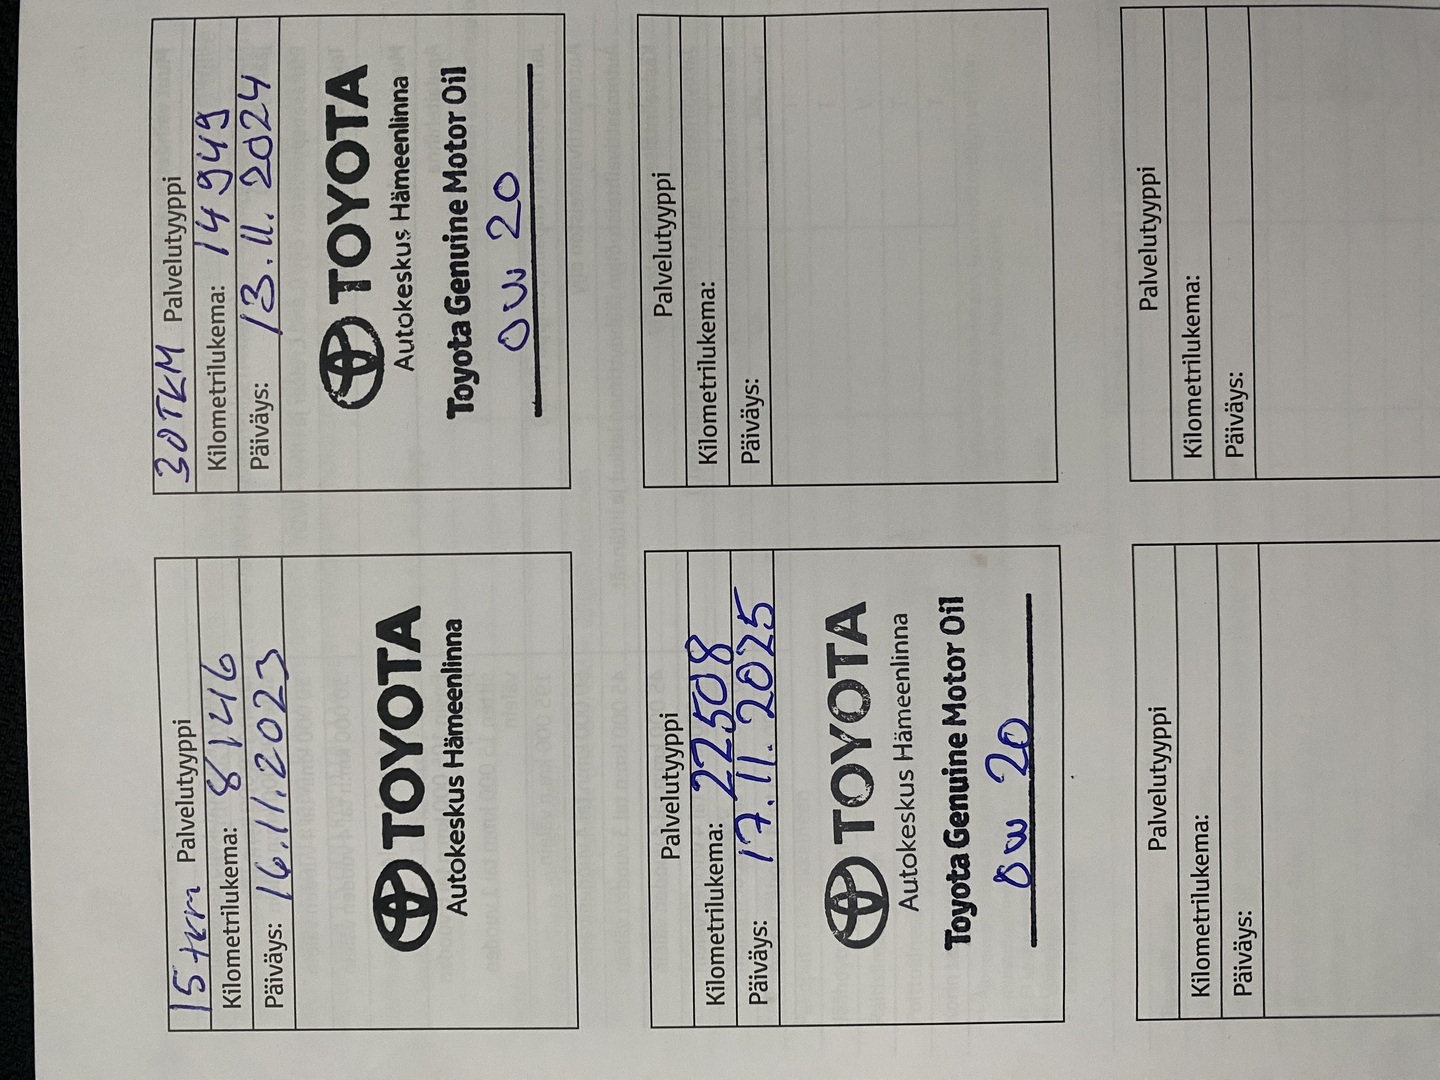 15 tkm Palvelutyyppi
Kilometrilukema: 8146
Päiväys: 16.11.2023
TOYOTA
Autokeskus Hämeenlinna
30TKM Palvelutyyppi
Kilometrilukema: 14949
Päiväys: 13.11.2024
TOYOTA
Autokeskus Hämeenlinna
Toyota Genuine Motor Oil
0W 20
Palvelutyyppi
Kilometrilukema: 22508
Päiväys: 17.11.2025
TOYOTA
Autokeskus Hämeenlinna
Toyota Genuine Motor Oil
0W 20
Palvelutyyppi
Kilometrilukema:
Päiväys:
Palvelutyyppi
Kilometrilukema:
Päiväys:
Palvelutyyppi
Kilometrilukema:
Päiväys: